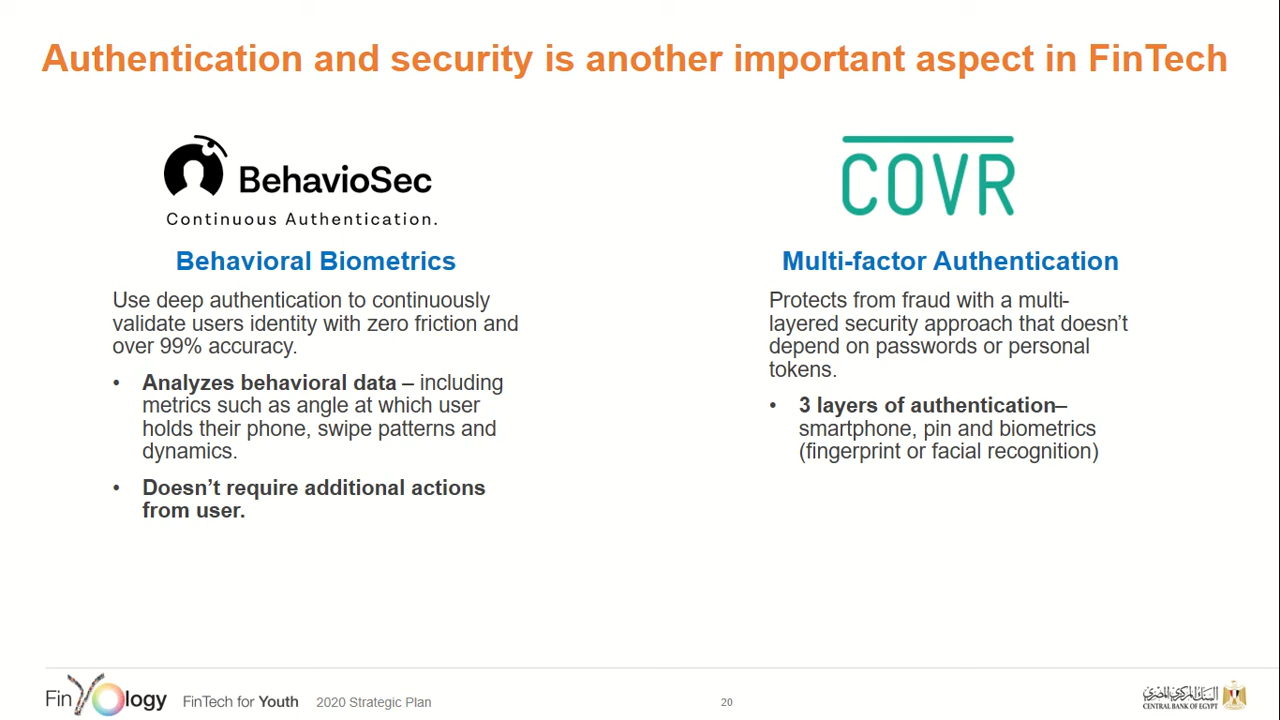 Authentication and security is another important aspect in FinTech
BehavioSec
Continuous Authentication.
Behavioral Biometrics
Use deep authentication to continuously
validate users identity with zero friction and
over 99% accuracy.
• Analyzes behavioral data – including
metrics such as angle at which user
holds their phone, swipe patterns and
dynamics.
• Doesn’t require additional actions
from user.
COVR
Multi-factor Authentication
Protects from fraud with a multi-
layered security approach that doesn’t
depend on passwords or personal
tokens.
• 3 layers of authentication–
smartphone, pin and biometrics
(fingerprint or facial recognition)
FinYology
FinTech for Youth
2020 Strategic Plan
20
البنك المركزي المصري
CENTRAL BANK OF EGYPT